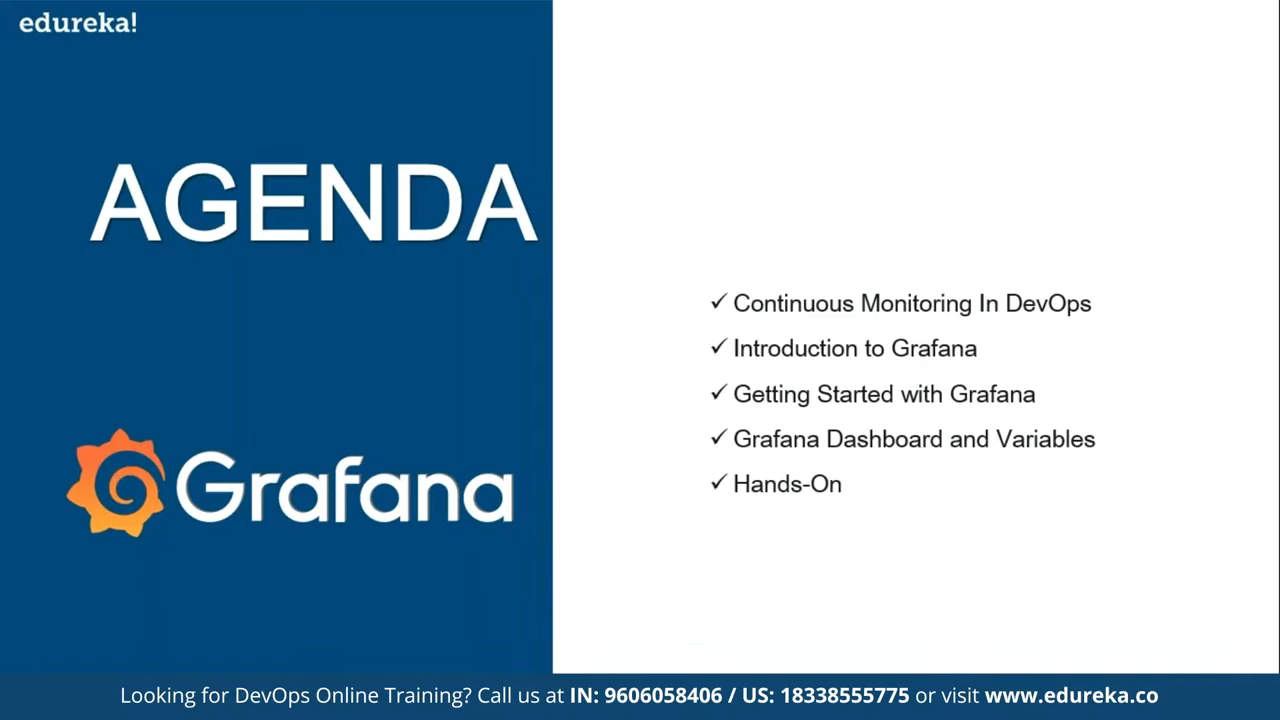 edureka!
AGENDA
Grafana
✓ Continuous Monitoring In DevOps
✓ Introduction to Grafana
✓ Getting Started with Grafana
✓ Grafana Dashboard and Variables
✓ Hands-On
Looking for DevOps Online Training? Call us at IN: 9606058406 / US: 18338555775 or visit www.edureka.co